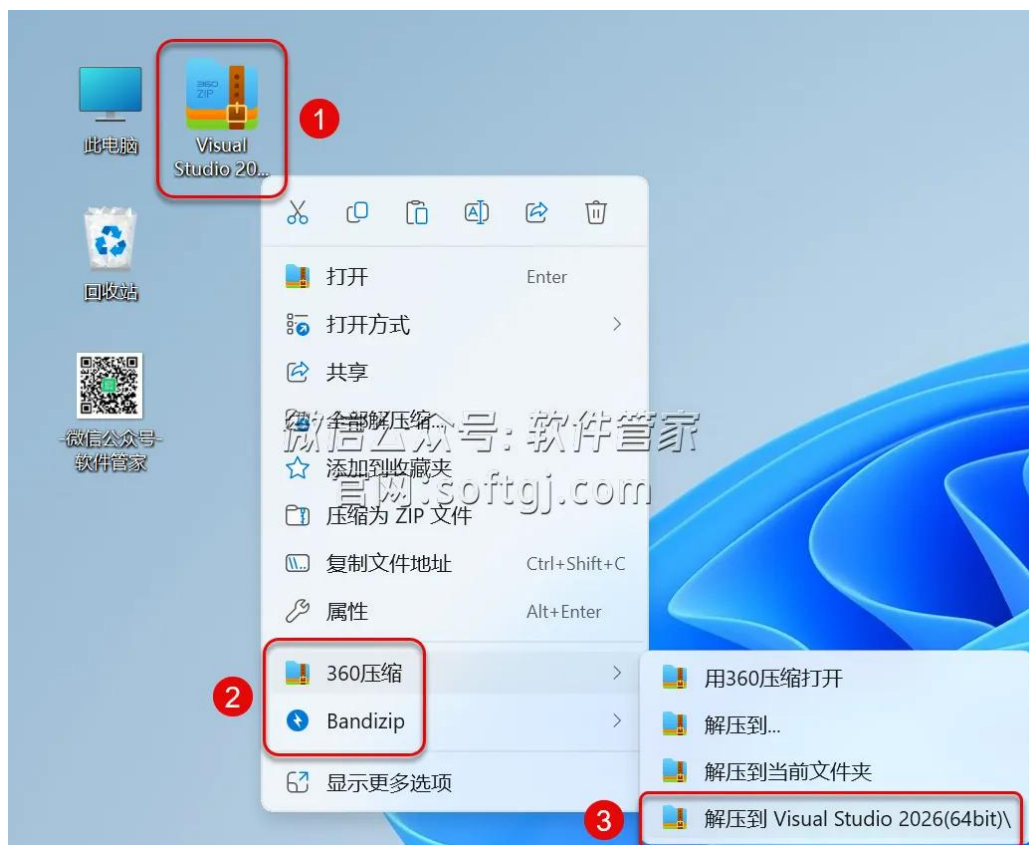 360
ZIP
此电脑
Visual
Studio 20...
1
回收站
打开 Enter
打开方式
共享
全部解压缩...
微信公众号：软件管家
-微信公众号-
软件管家
添加到收藏夹
官网:softgj.com
压缩为 ZIP 文件
复制文件地址 Ctrl+Shift+C
属性 Alt+Enter
2
360压缩
Bandizip
显示更多选项
用360压缩打开
解压到...
解压到当前文件夹
3
解压到 Visual Studio 2026(64bit)\